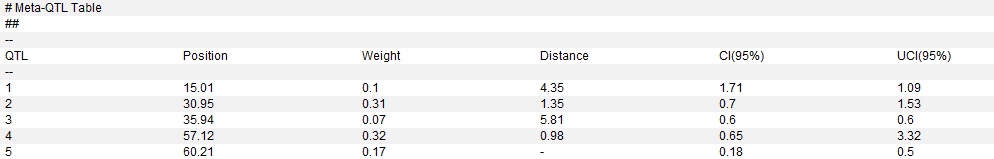 # Meta-QTL Table
##
--
QTL Position Weight Distance CI(95%) UCI(95%)
--
1 15.01 0.1 4.35 1.71 1.09
2 30.95 0.31 1.35 0.7 1.53
3 35.94 0.07 5.81 0.6 0.6
4 57.12 0.32 0.98 0.65 3.32
5 60.21 0.17 - 0.18 0.5